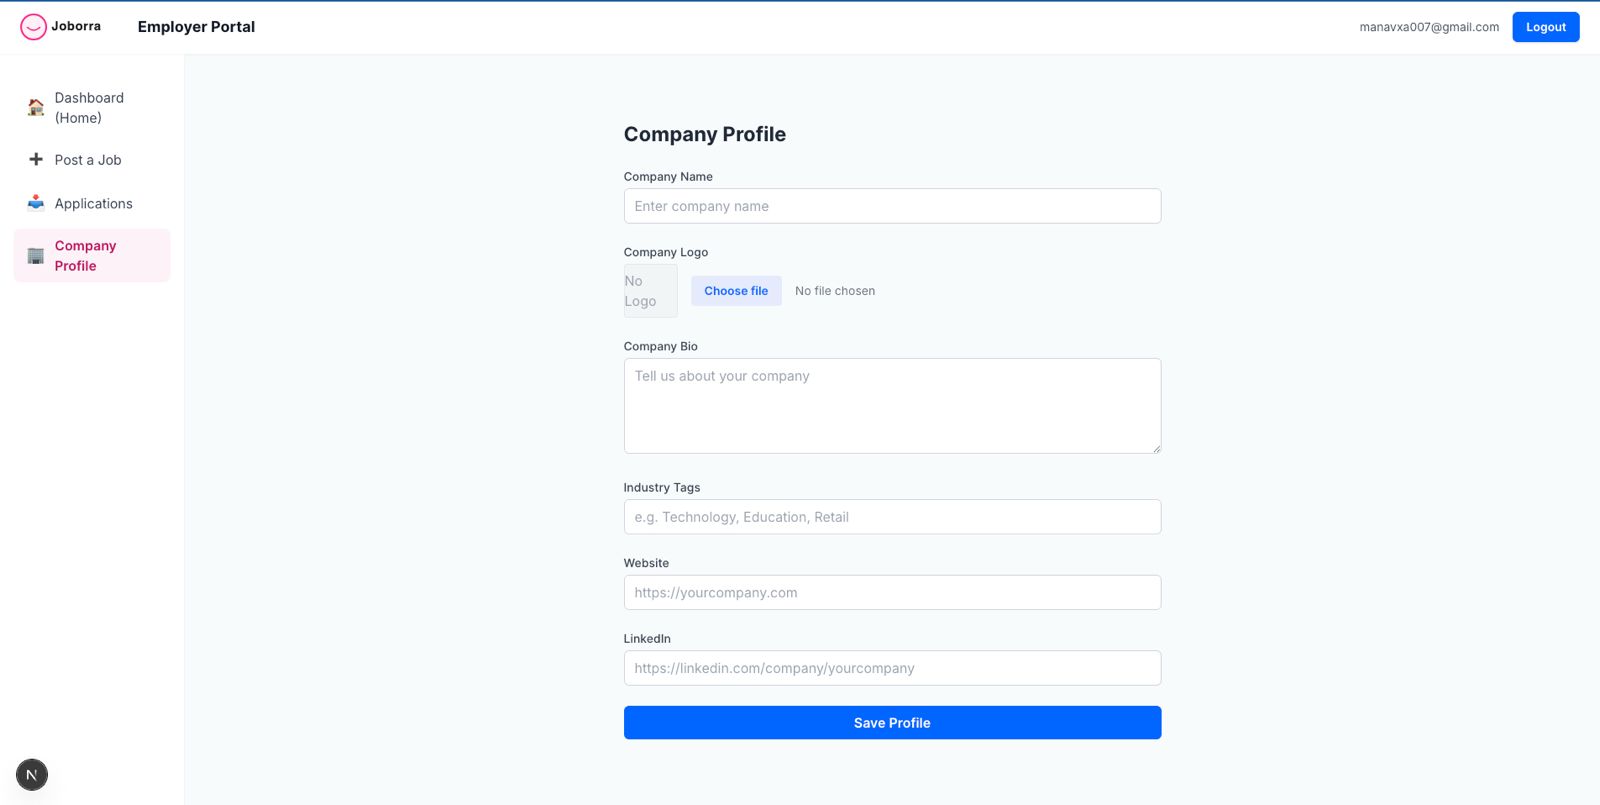 Joborra
Employer Portal
manavxa007@gmail.com
Logout
Dashboard
(Home)
Post a Job
Applications
Company
Profile
Company Profile
Company Name
Enter company name
Company Logo
No
Logo
Choose file
No file chosen
Company Bio
Tell us about your company
Industry Tags
e.g. Technology, Education, Retail
Website
https://yourcompany.com
LinkedIn
https://linkedin.com/company/yourcompany
Save Profile
N